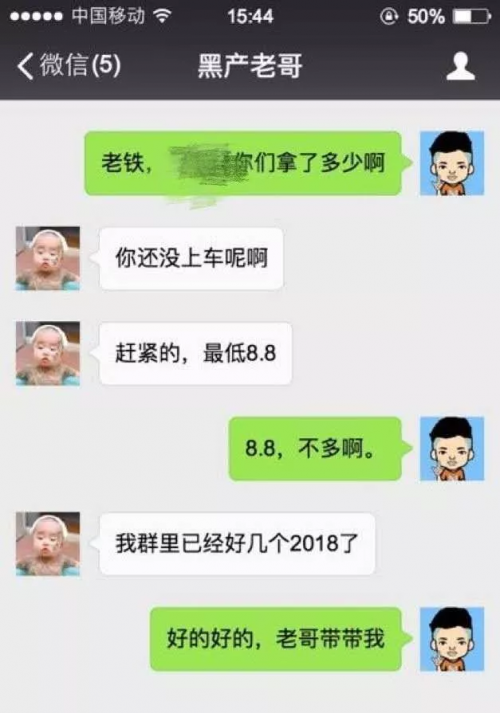 中国移动
15:44
50%
微信(5)
黑产老哥
老铁，
你们拿了多少啊
你还没上车呢啊
赶紧的，最低8.8
8.8，不多啊。
我群里已经好几个2018了
好的好的，老哥带带我